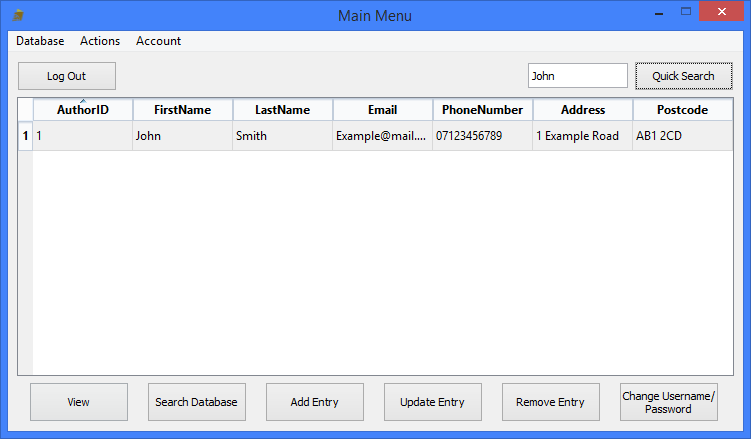 Main Menu
Database Actions Account
Log Out John Quick Search
AuthorID FirstName LastName Email PhoneNumber Address Postcode
1 1 John Smith Example@mail.... 07123456789 1 Example Road AB1 2CD
View Search Database Add Entry Update Entry Remove Entry Change Username/
Password